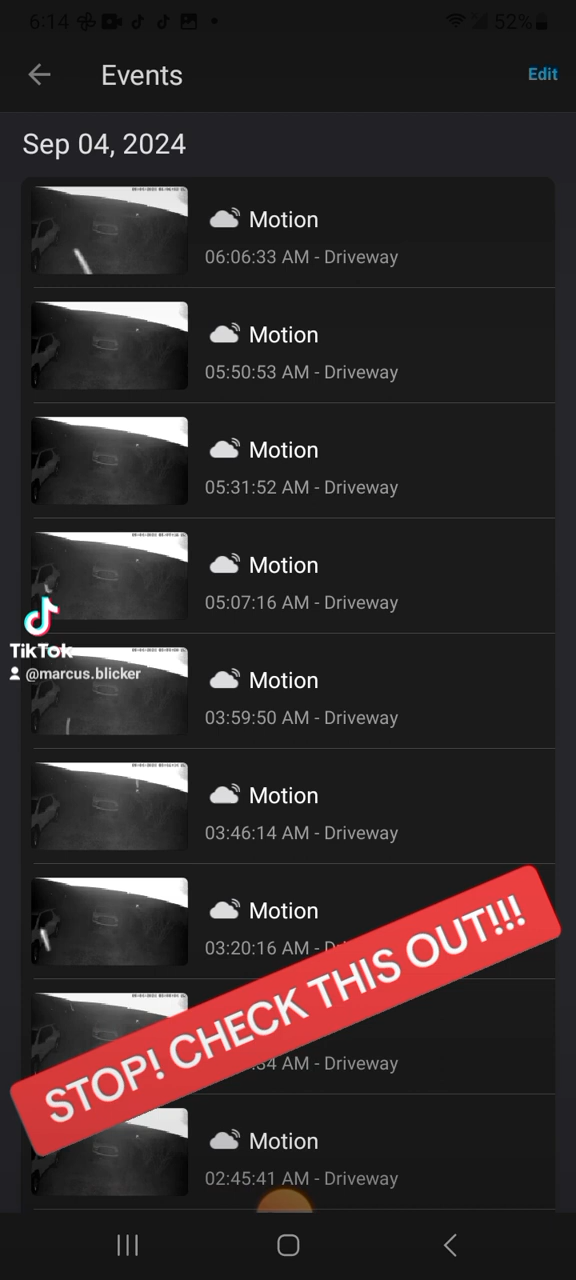 6:14
52%
Events
Edit
Sep 04, 2024
Motion
06:06:33 AM - Driveway
Motion
05:50:53 AM - Driveway
Motion
05:31:52 AM - Driveway
Motion
05:07:16 AM - Driveway
TikTok
@marcus.blicker
Motion
03:59:50 AM - Driveway
Motion
03:46:14 AM - Driveway
Motion
03:20:16 AM -
STOP! CHECK THIS OUT!!!
AM - Driveway
Motion
02:45:41 AM - Driveway